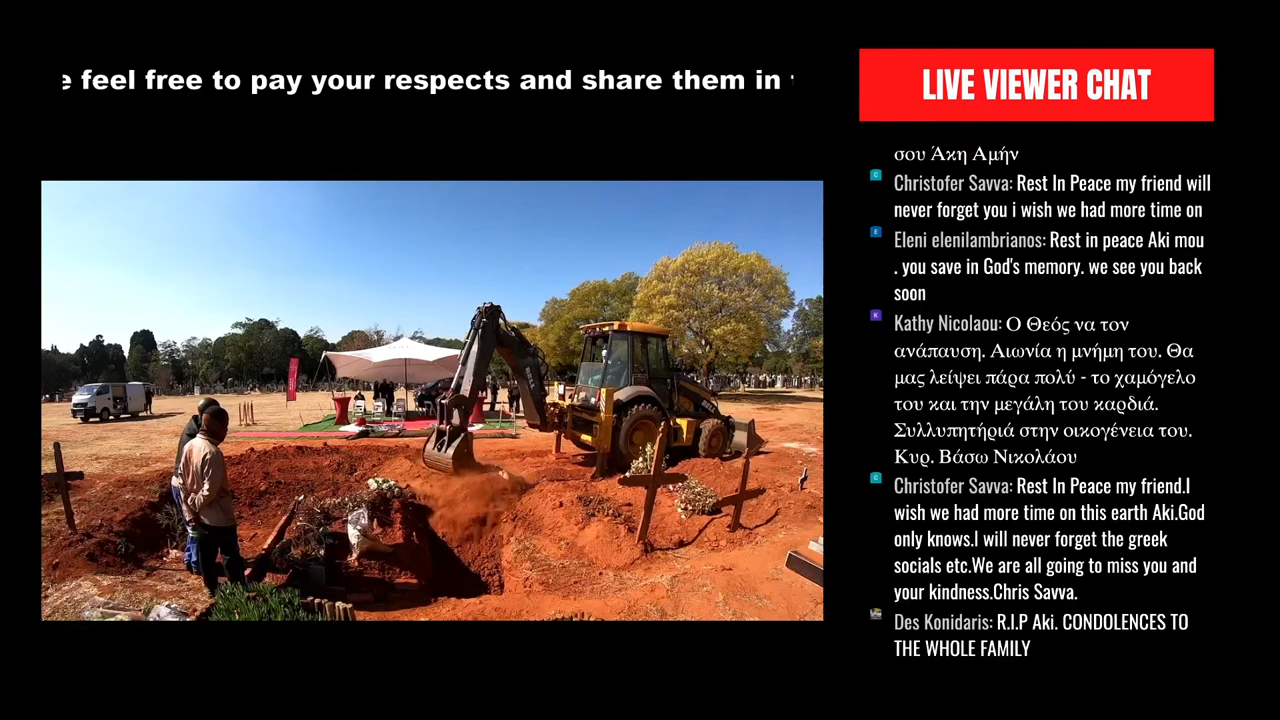 feel free to pay your respects and share them in
LIVE VIEWER CHAT
σου Άκη Αμήν
Christofer Savva: Rest In Peace my friend will
never forget you i wish we had more time on
Eleni elenilambrianos: Rest in peace Aki mou
. you save in God's memory. we see you back
soon
Kathy Nicolaou: Ο Θεός να τον
ανάπαυση. Αιωνία η μνήμη του. Θα
μας λείψει πάρα πολύ - το χαμόγελο
του και την μεγάλη του καρδιά.
Συλλυπητήριά στην οικογένεια του.
Κυρ. Βάσω Νικολάου
Christofer Savva: Rest In Peace my friend.I
wish we had more time on this earth Aki.God
only knows.I will never forget the greek
socials etc.We are all going to miss you and
your kindness.Chris Savva.
Des Konidaris: R.I.P Aki. CONDOLENCES TO
THE WHOLE FAMILY